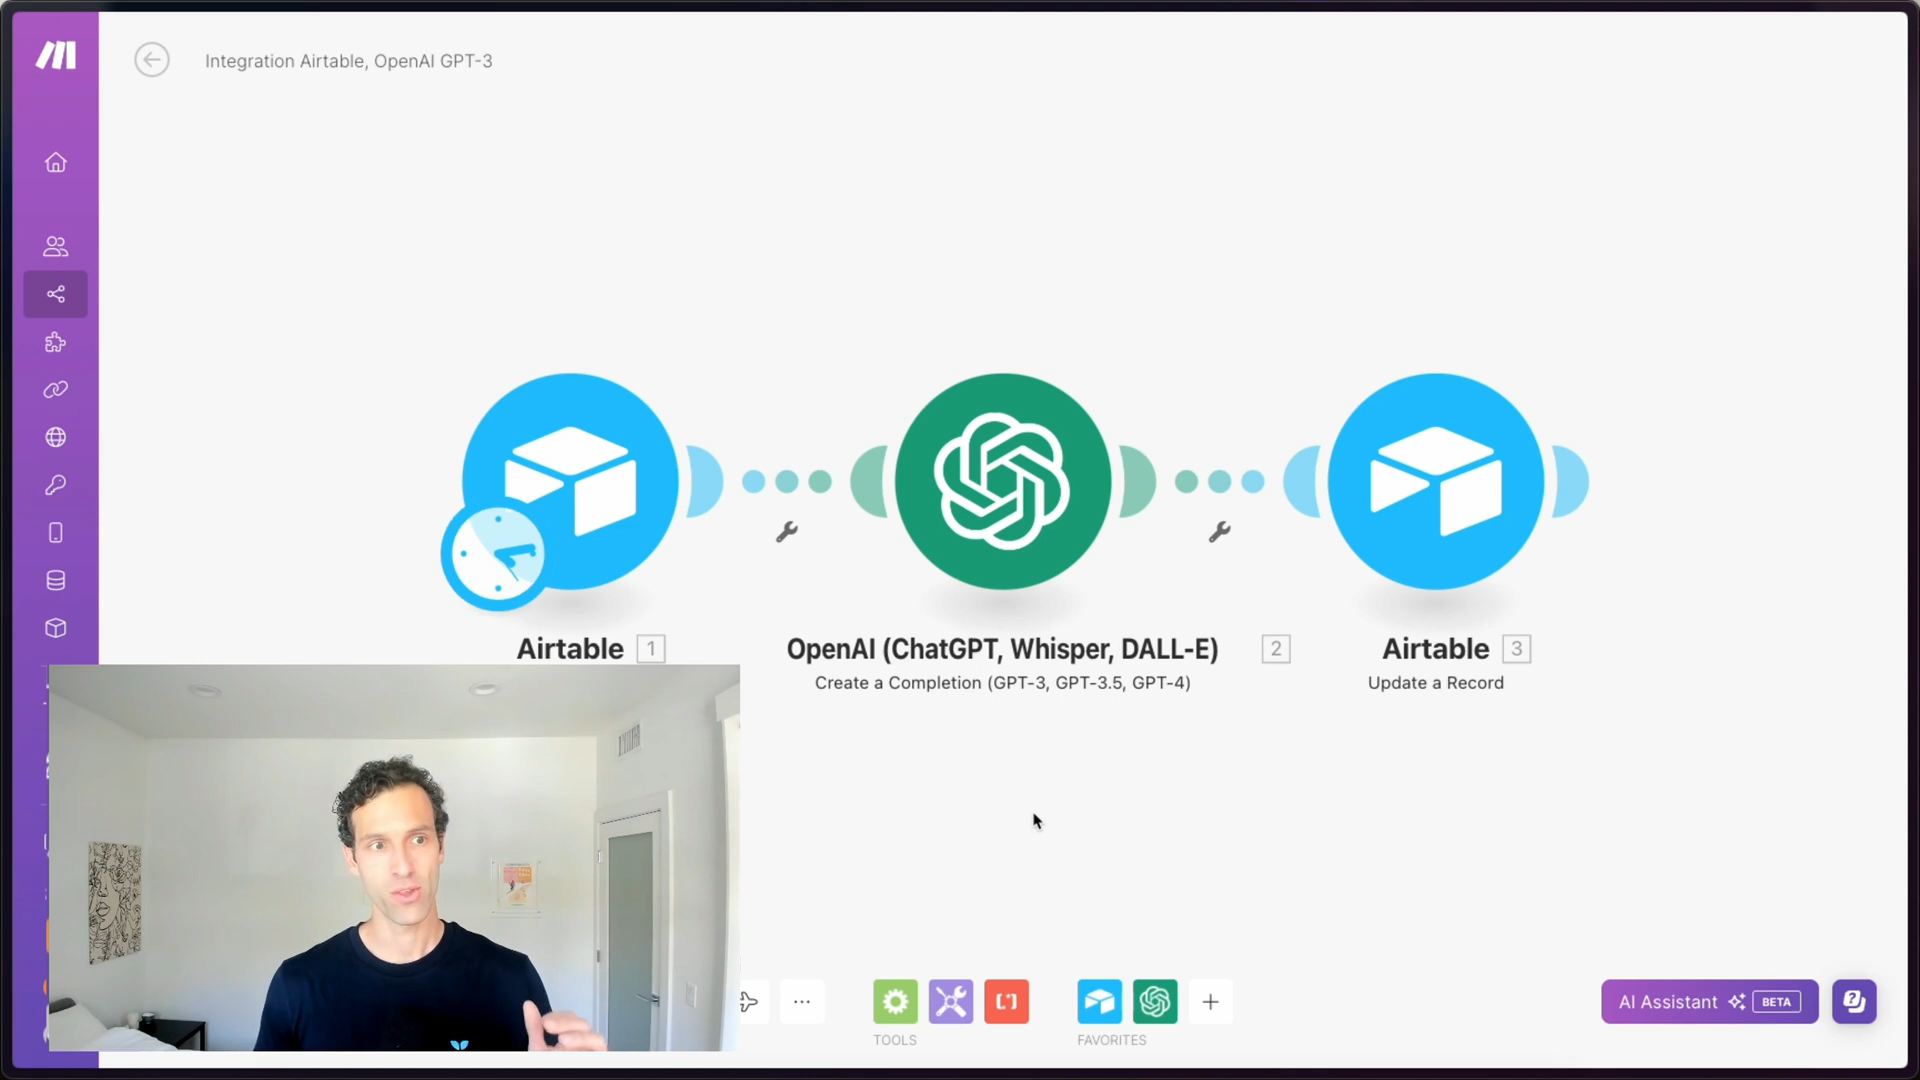 Integration Airtable, OpenAI GPT-3
Airtable 1
OpenAI (ChatGPT, Whisper, DALL-E) 2
Create a Completion (GPT-3, GPT-3.5, GPT-4)
Airtable 3
Update a Record
TOOLS
FAVORITES
AI Assistant BETA